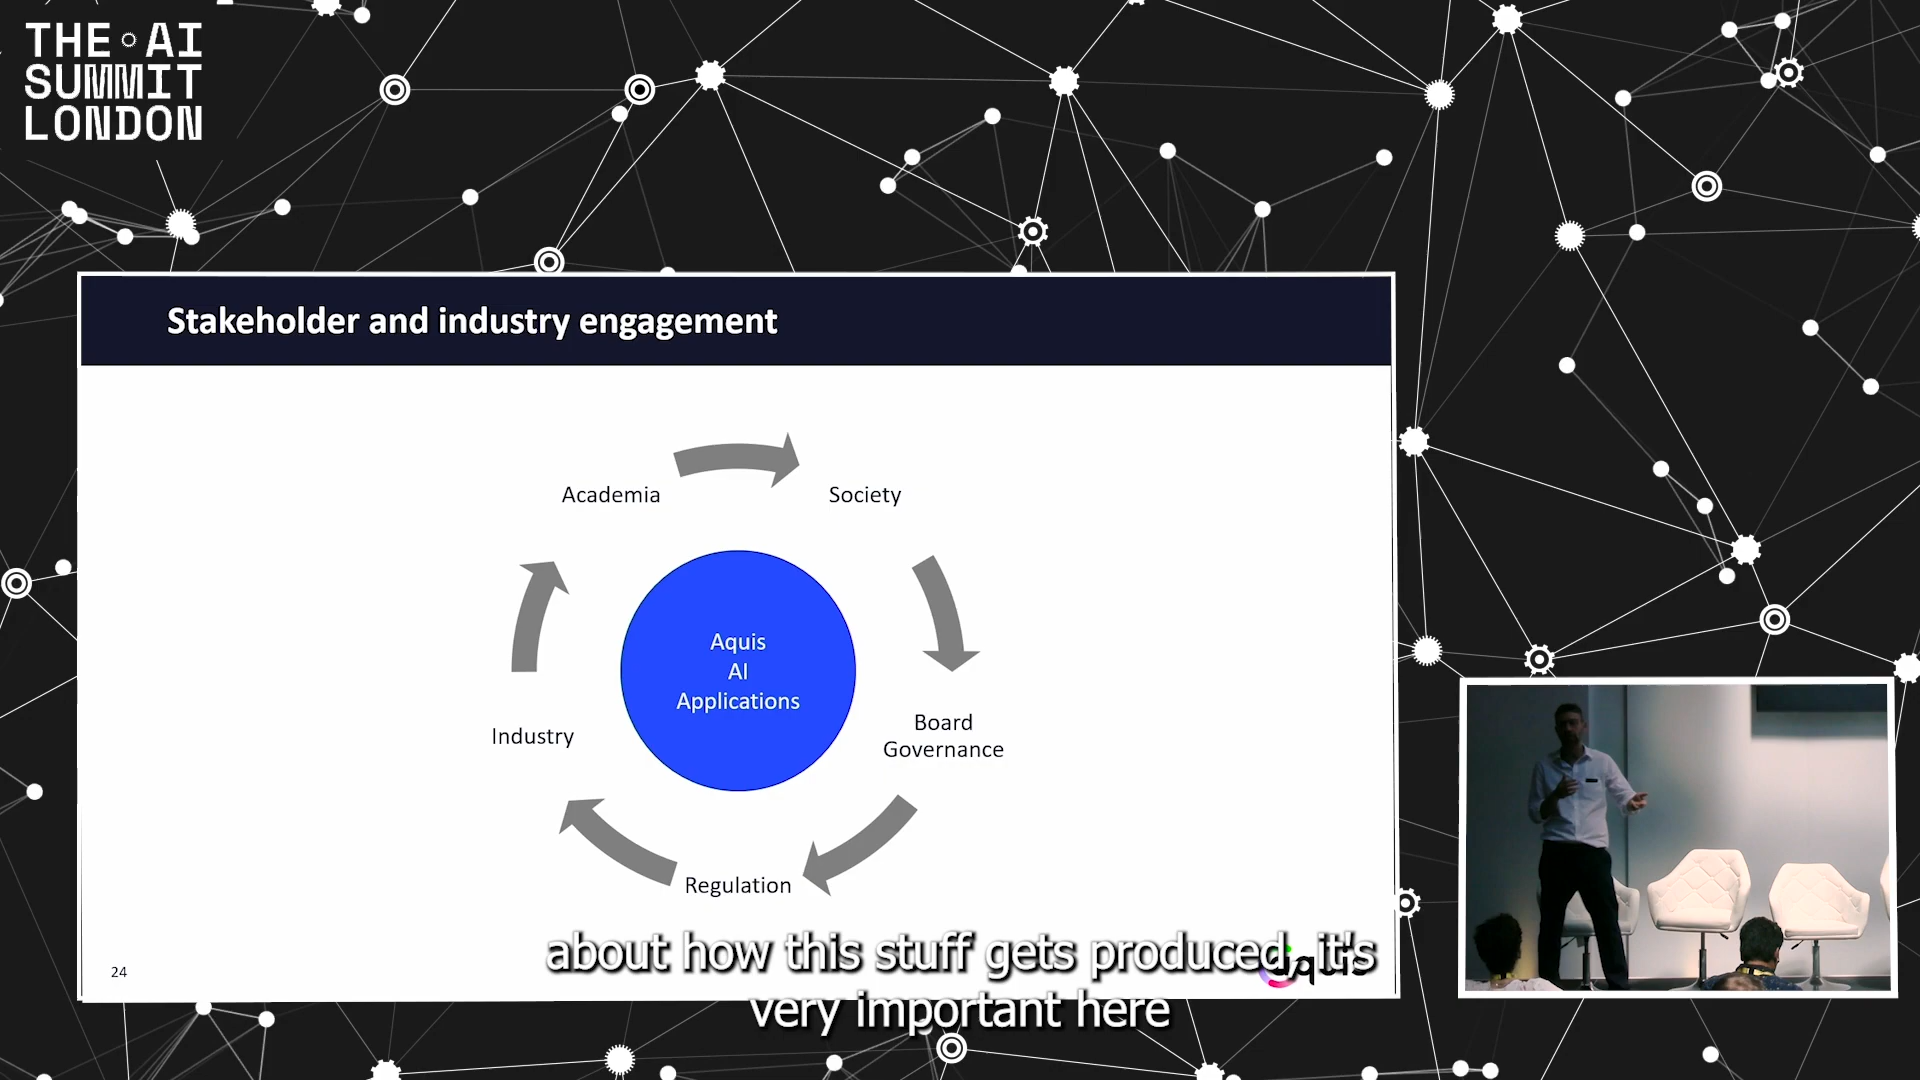 THE AI
SUMMIT
LONDON
Stakeholder and industry engagement
Academia
Society
Aquis
AI
Applications
Industry
Board
Governance
Regulation
24
about how this stuff gets produced, it's
very important here